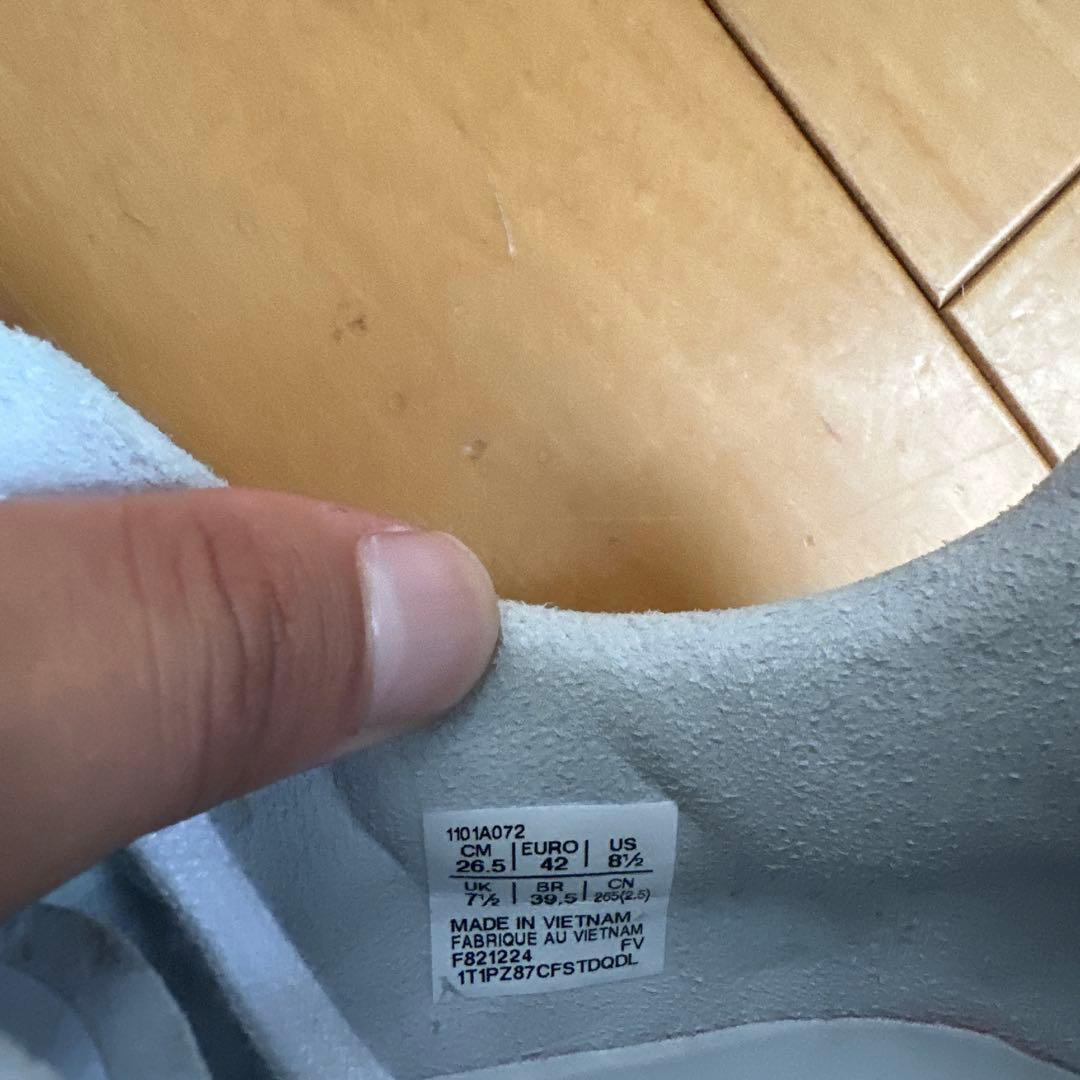 1101A072
CM | EURO | US
26.5 | 42 | 8½
UK | BR | CN
7½ | 39,5 | 265(2.5)
MADE IN VIETNAM
FABRIQUE AU VIETNAM
F821224 FV
1T1PZ87CFSTDQDL